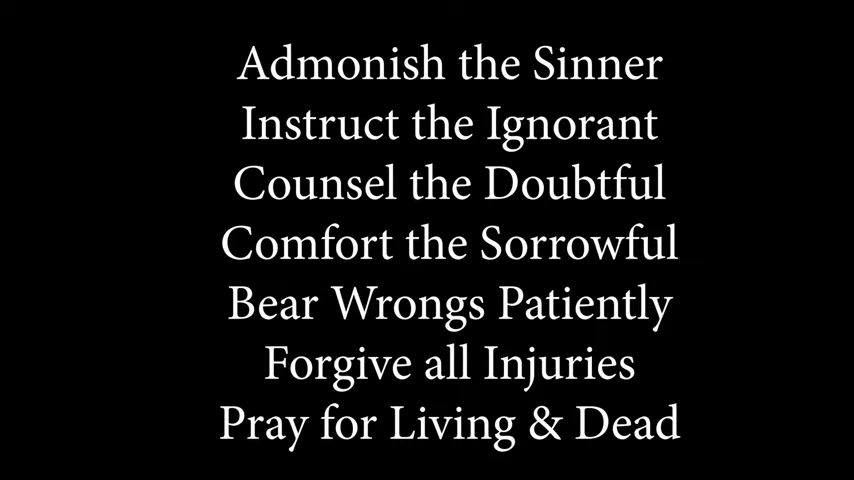 Admonish the Sinner
Instruct the Ignorant
Counsel the Doubtful
Comfort the Sorrowful
Bear Wrongs Patiently
Forgive all Injuries
Pray for Living & Dead